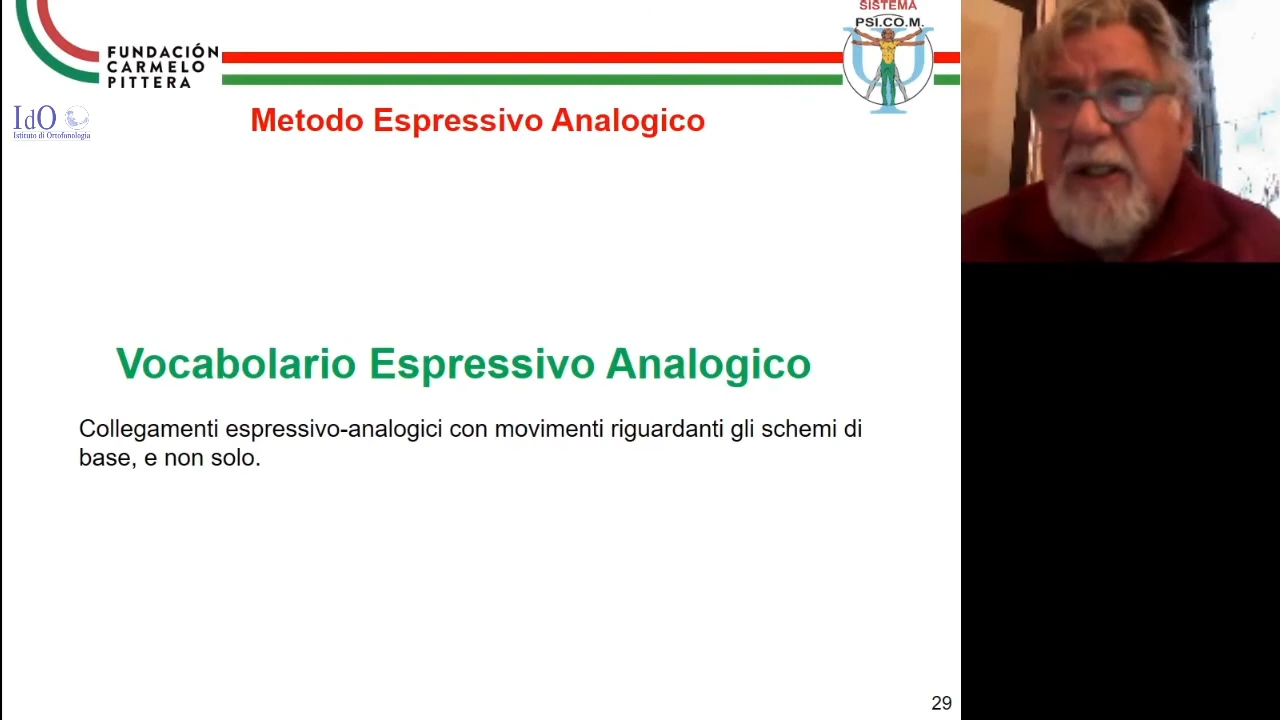 SISTEMA
PSI.CO.M.
FUNDACIÓN
CARMELO
PITTERA
IdO
Istituto di Ortofonologia
Metodo Espressivo Analogico
Vocabolario Espressivo Analogico
Collegamenti espressivo-analogici con movimenti riguardanti gli schemi di
base, e non solo.
29